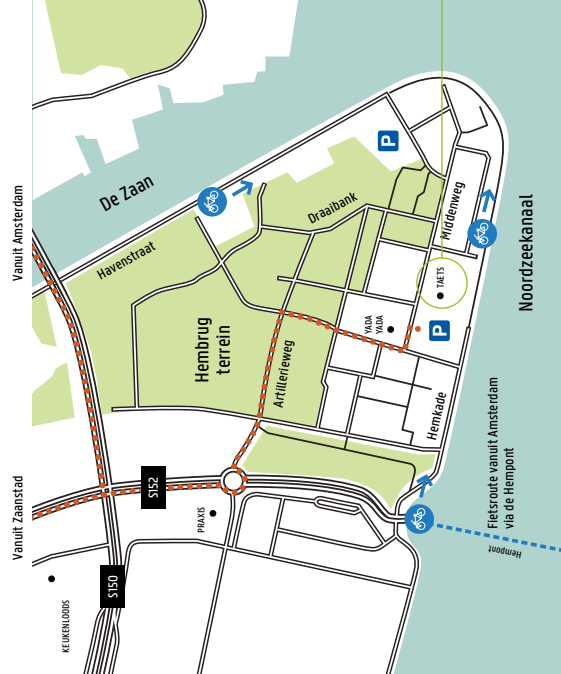 Vanuit Amsterdam
De Zaan
P
Havenstraat
Draaibank
Middenweg
Noordzeekanaal
TAETS
Hembrug
terrein
YADA
YADA
P
Artillerieweg
Hemkade
Vanuit Zaanstad
S152
PRAXIS
Fietsroute vanuit Amsterdam
via de Hempont
Hempont
S150
KEUKENLOODS